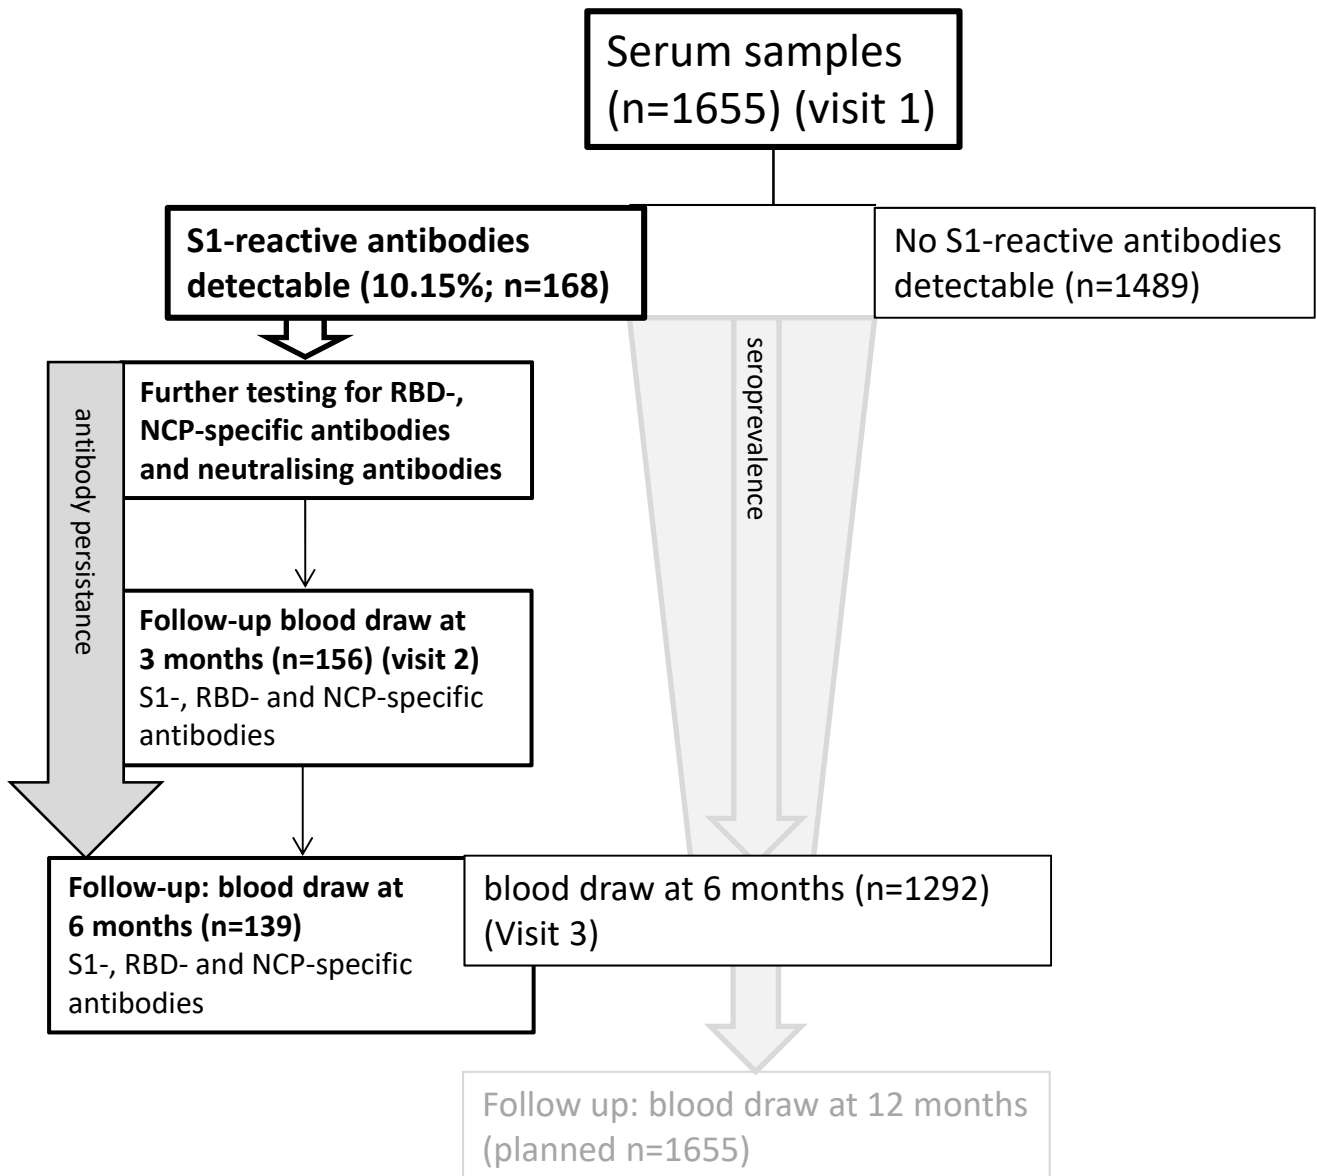 Serum samples
(n=1655) (visit 1)
S1-reactive antibodies
detectable (10.15%; n=168)
No S1-reactive antibodies
detectable (n=1489)
Further testing for RBD-,
NCP-specific antibodies
and neutralising antibodies
antibody persistance
seroprevalence
Follow-up blood draw at
3 months (n=156) (visit 2)
S1-, RBD- and NCP-specific
antibodies
Follow-up: blood draw at
6 months (n=139)
S1-, RBD- and NCP-specific
antibodies
blood draw at 6 months (n=1292)
(Visit 3)
Follow up: blood draw at 12 months
(planned n=1655)